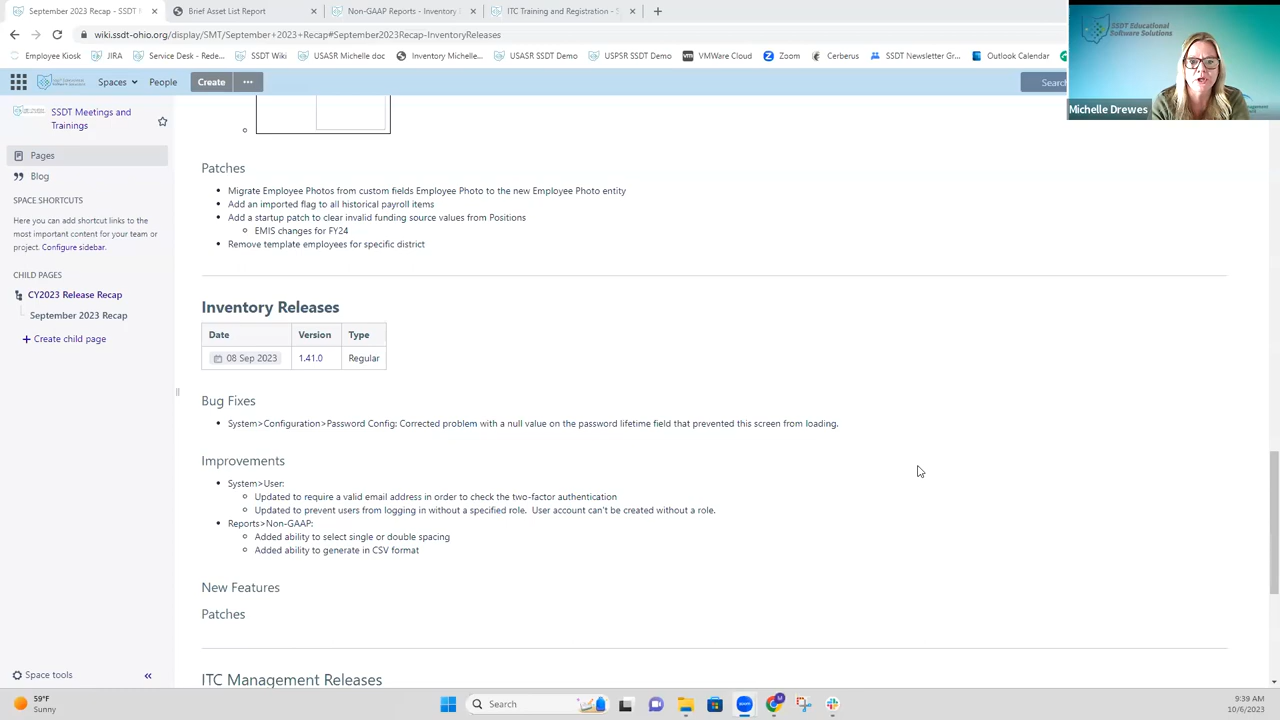 September 2023 Recap - SSDT M
Brief Asset List Report
Non-GAAP Reports - Inventory
ITC Training and Registration - S
wiki.ssdt-ohio.org/display/SMT/September+2023+Recap#September2023Recap-InventoryReleases
Employee Kiosk
JIRA
Service Desk - Rede...
SSDT Wiki
USASR Michelle doc
Inventory Michelle...
USASR SSDT Demo
USPSR SSDT Demo
VMWare Cloud
Zoom
Cerberus
SSDT Newsletter Gr...
Outlook Calendar
SSDT Educational
Software Solutions
Michelle Drewes
Spaces
People
Create
Search
SSDT Meetings and
Trainings
Pages
Blog
SPACE SHORTCUTS
Here you can add shortcut links to the
most important content for your team or
project. Configure sidebar.
CHILD PAGES
CY2023 Release Recap
September 2023 Recap
+ Create child page
Space tools
Patches
Migrate Employee Photos from custom fields Employee Photo to the new Employee Photo entity
Add an imported flag to all historical payroll items
Add a startup patch to clear invalid funding source values from Positions
EMIS changes for FY24
Remove template employees for specific district
Inventory Releases
Date Version Type
08 Sep 2023 1.41.0 Regular
Bug Fixes
System>Configuration>Password Config: Corrected problem with a null value on the password lifetime field that prevented this screen from loading.
Improvements
System>User:
Updated to require a valid email address in order to check the two-factor authentication
Updated to prevent users from logging in without a specified role. User account can't be created without a role.
Reports>Non-GAAP:
Added ability to select single or double spacing
Added ability to generate in CSV format
New Features
Patches
ITC Management Releases
59°F
Sunny
Search
9:39 AM
10/6/2023